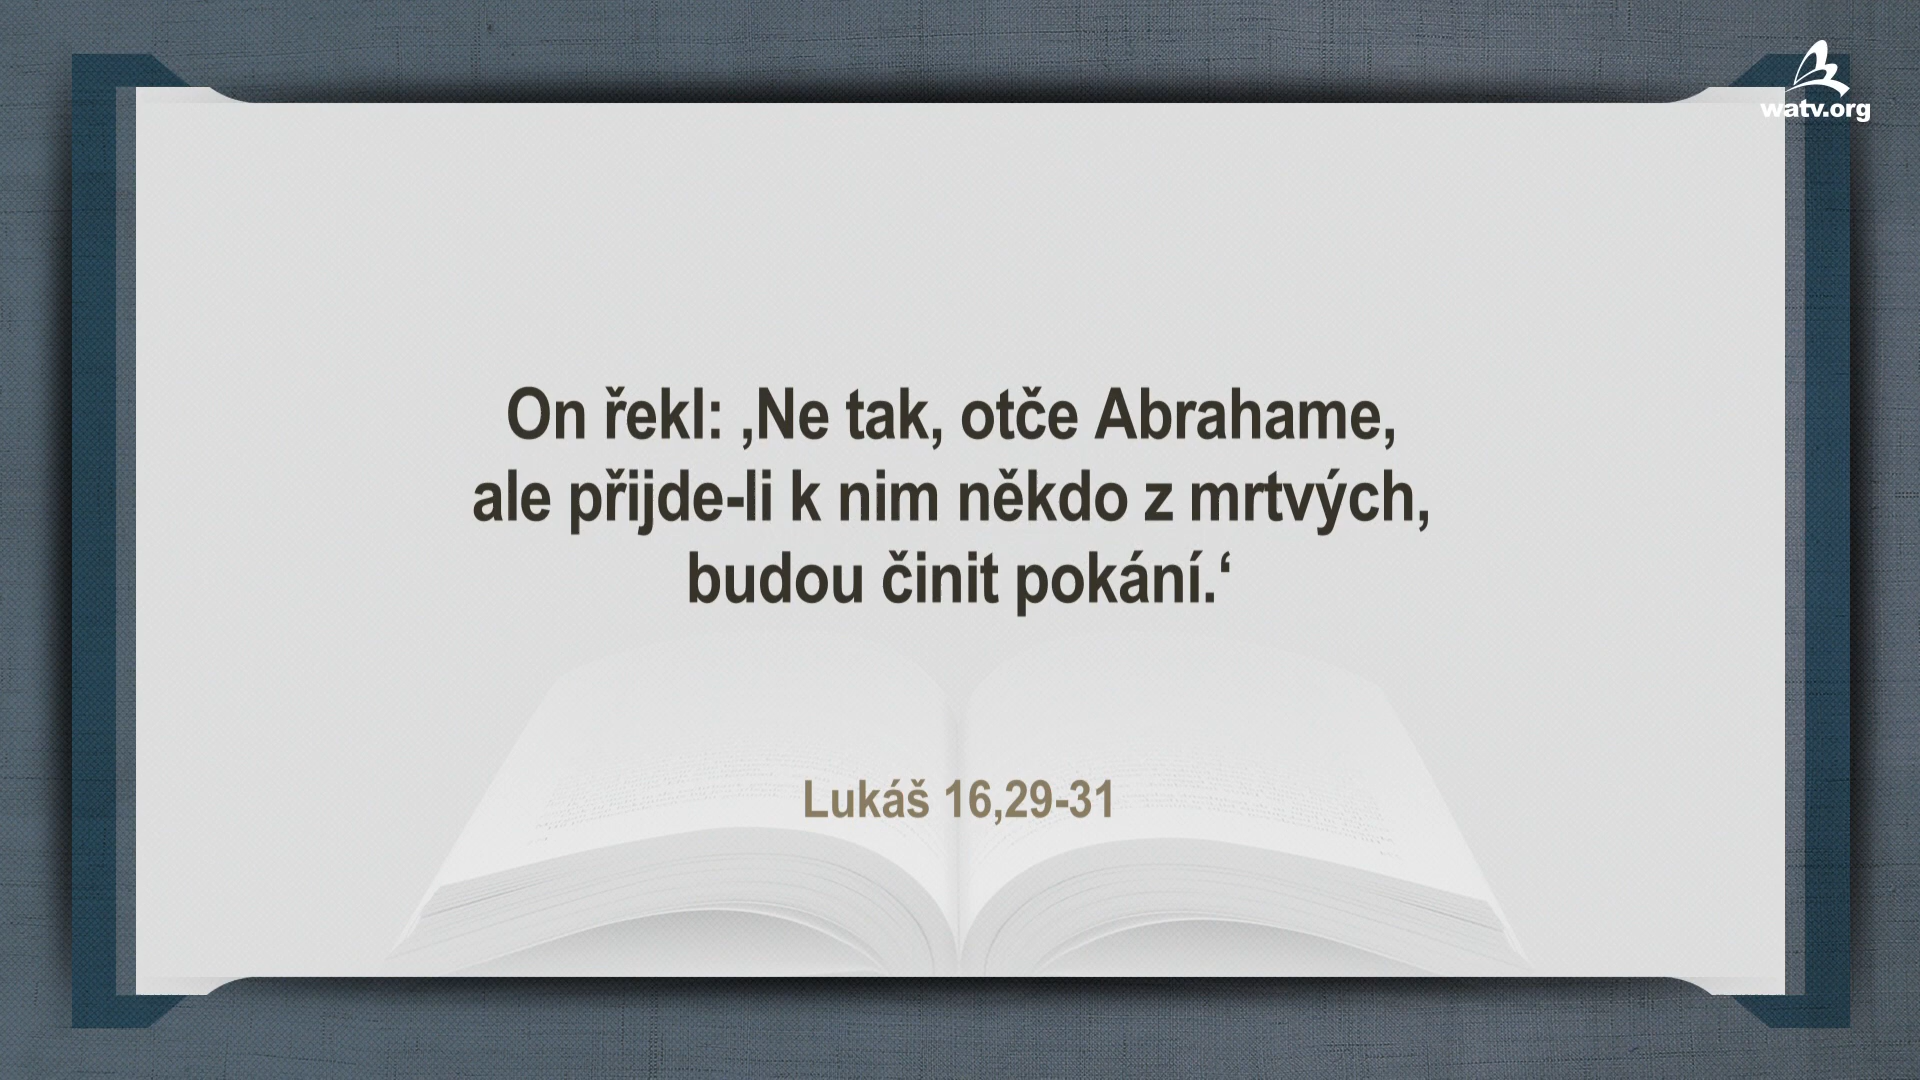 watv.org
On řekl: ‚Ne tak, otče Abrahame,
ale přijde-li k nim někdo z mrtvých,
budou činit pokání.‘
Lukáš 16,29-31